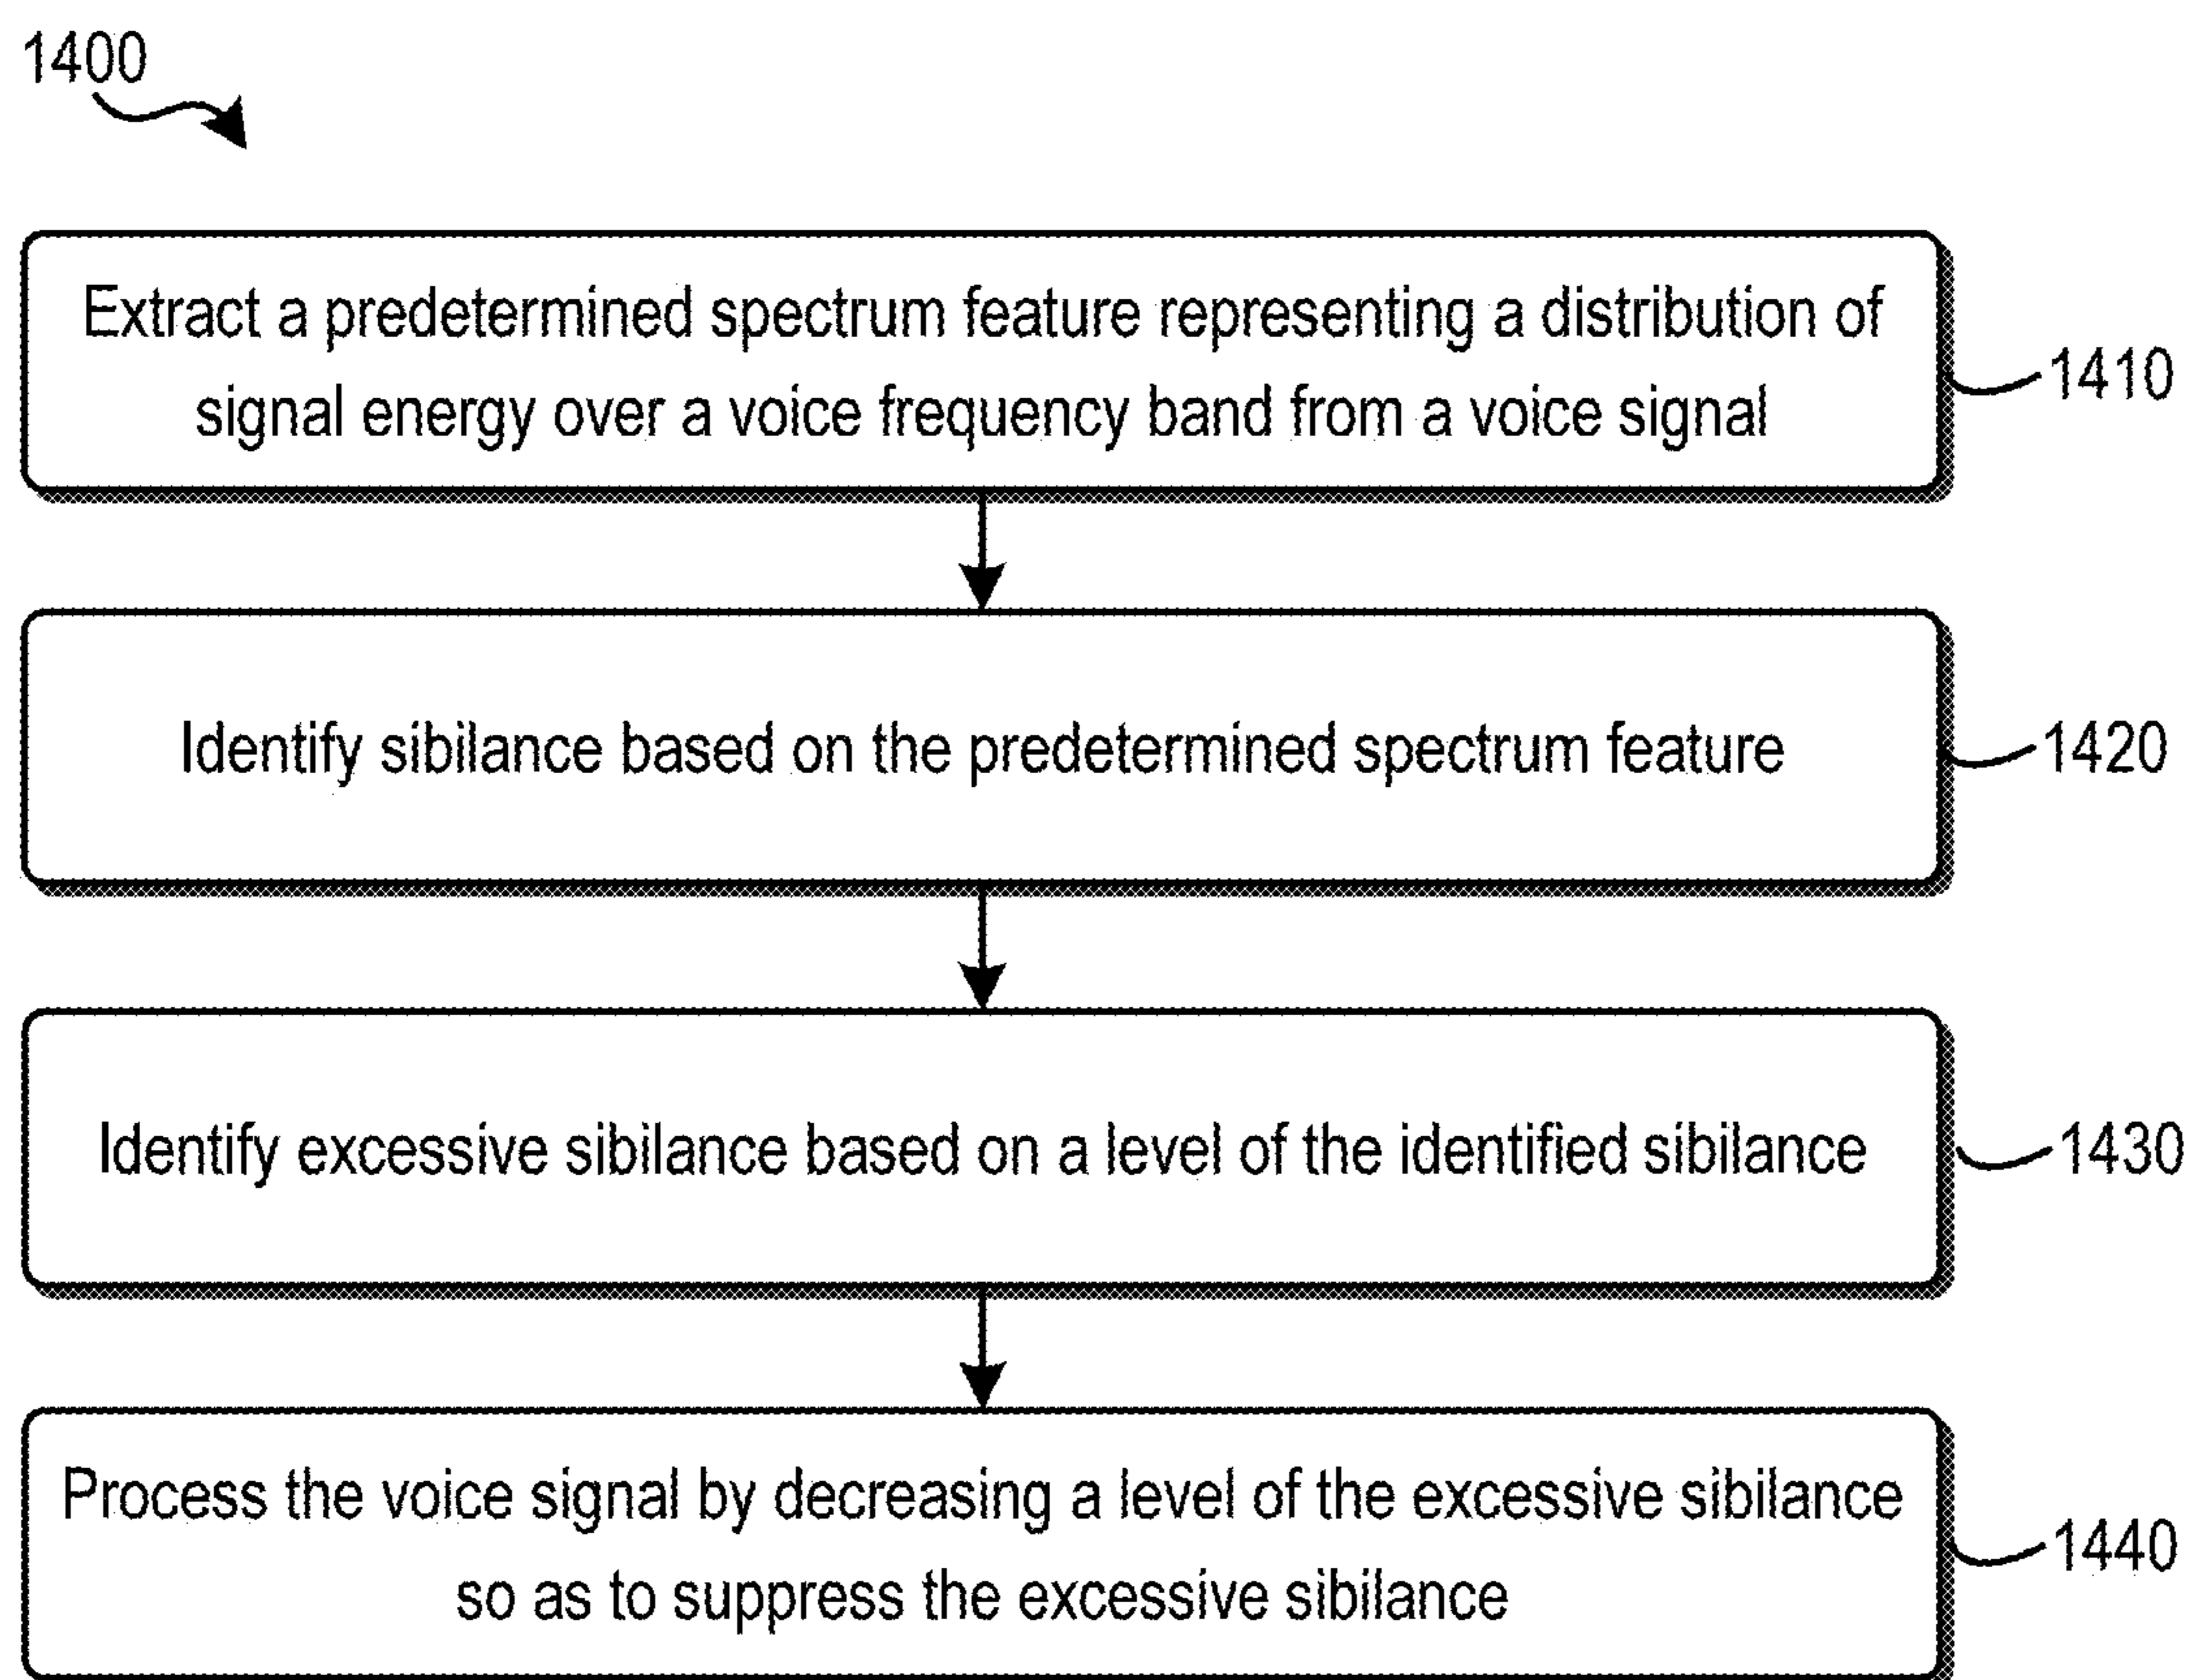 1400
Extract a predetermined spectrum feature representing a distribution of
signal energy over a voice frequency band from a voice signal
1410
Identify sibilance based on the predetermined spectrum feature
1420
Identify excessive sibilance based on a level of the identified sibilance
1430
Process the voice signal by decreasing a level of the excessive sibilance
so as to suppress the excessive sibilance
1440